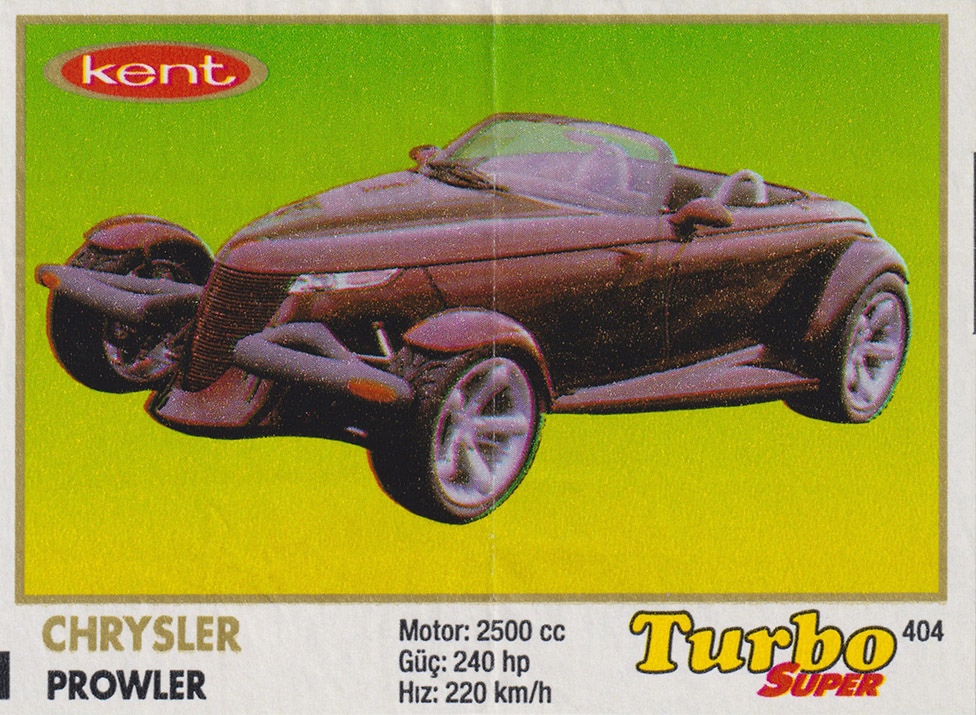 kent
CHRYSLER
PROWLER
Motor: 2500 cc
Güç: 240 hp
Hız: 220 km/h
Turbo
SUPER
404